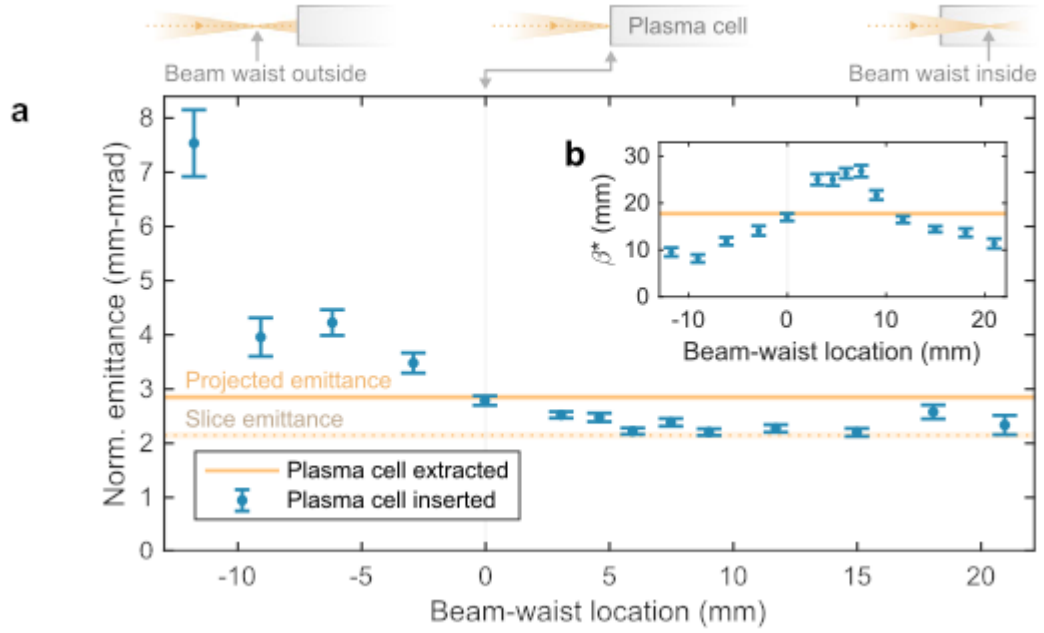 Plasma cell
Beam waist outside
Beam waist inside
a
8
7
6
5
4
3
2
1
0
Norm. emittance (mm-mrad)
Projected emittance
Slice emittance
Plasma cell extracted
Plasma cell inserted
-10
-5
0
5
10
15
20
Beam-waist location (mm)
b
30
20
10
0
β* (mm)
-10
0
10
20
Beam-waist location (mm)